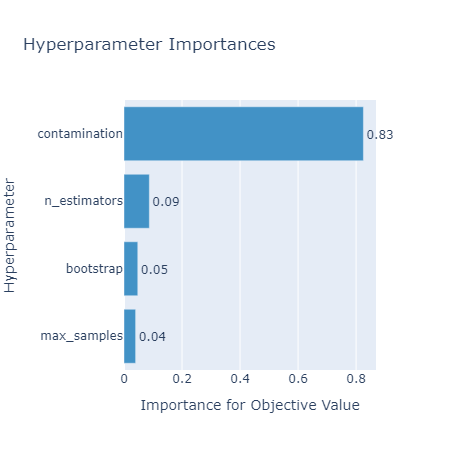 Hyperparameter Importances
Hyperparameter
contamination 0.83
n_estimators 0.09
bootstrap 0.05
max_samples 0.04
0 0.2 0.4 0.6 0.8
Importance for Objective Value